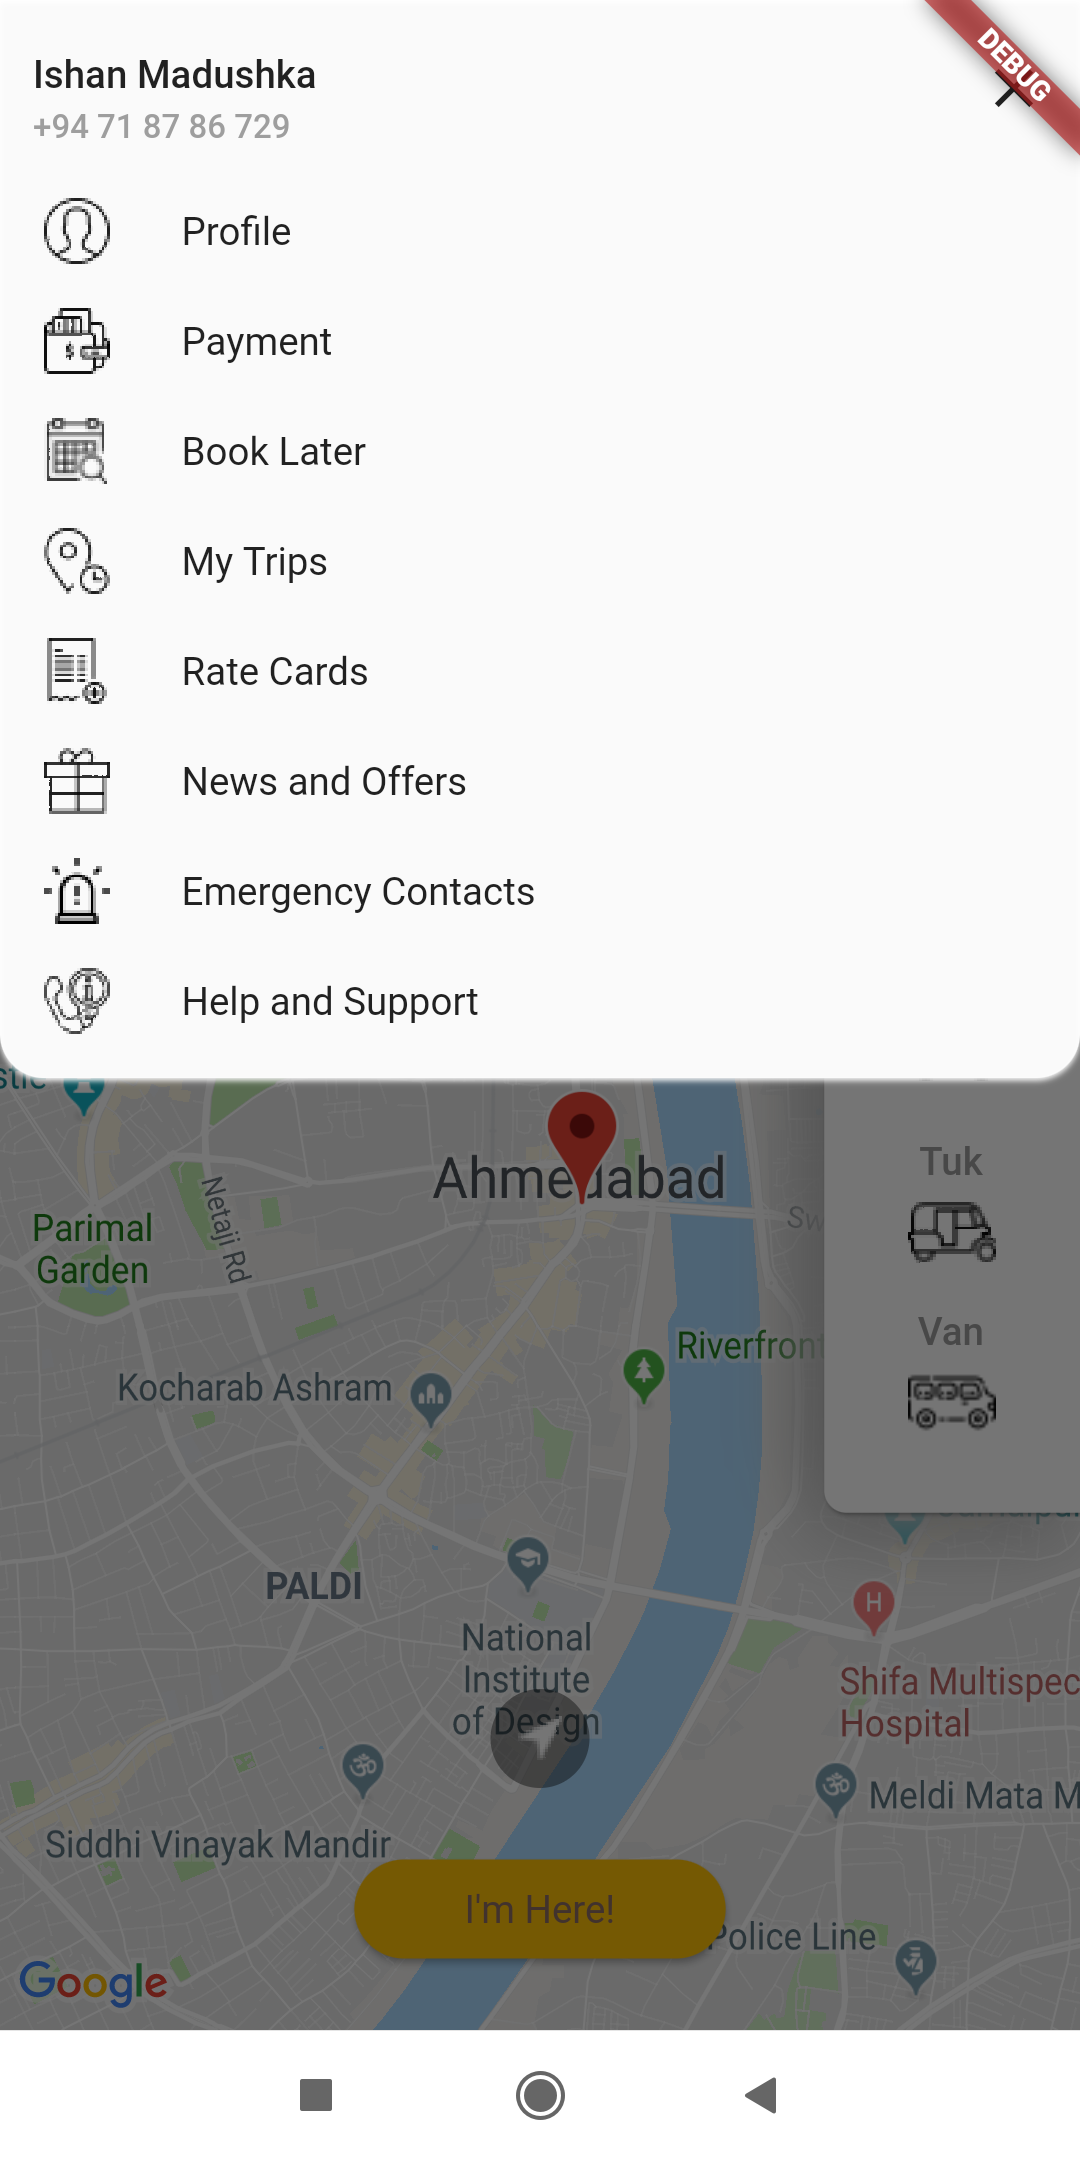 DEBUG
Ishan Madushka
+94 71 87 86 729
Profile
Payment
Book Later
My Trips
Rate Cards
News and Offers
Emergency Contacts
Help and Support
Ahmedabad
Tuk
Netaji Rd
Parimal
Garden
Van
Riverfront
Kocharab Ashram
PALDI
National
Institute
of Design
H
Shifa Multispec
Hospital
Meldi Mata M
Siddhi Vinayak Mandir
I'm Here!
Police Line
Google